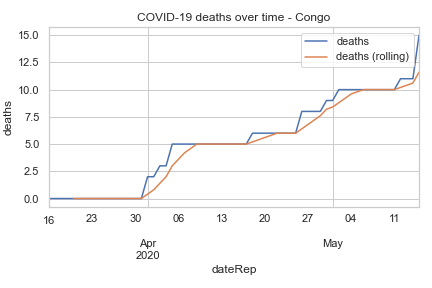 COVID-19 deaths over time - Congo
deaths
deaths (rolling)
15.0
12.5
10.0
7.5
5.0
2.5
0.0
deaths
16 23 30 06 13 20 27 04 11
Apr May
2020
dateRep